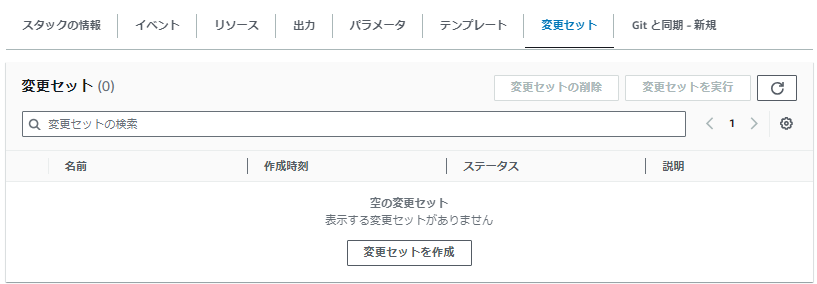 スタックの情報 イベント リソース 出力 パラメータ テンプレート 変更セット Git と同期 - 新規
変更セット (0) 変更セットの削除 変更セットを実行
変更セットの検索 1
名前 作成時刻 ステータス 説明
空の変更セット
表示する変更セットがありません
変更セットを作成